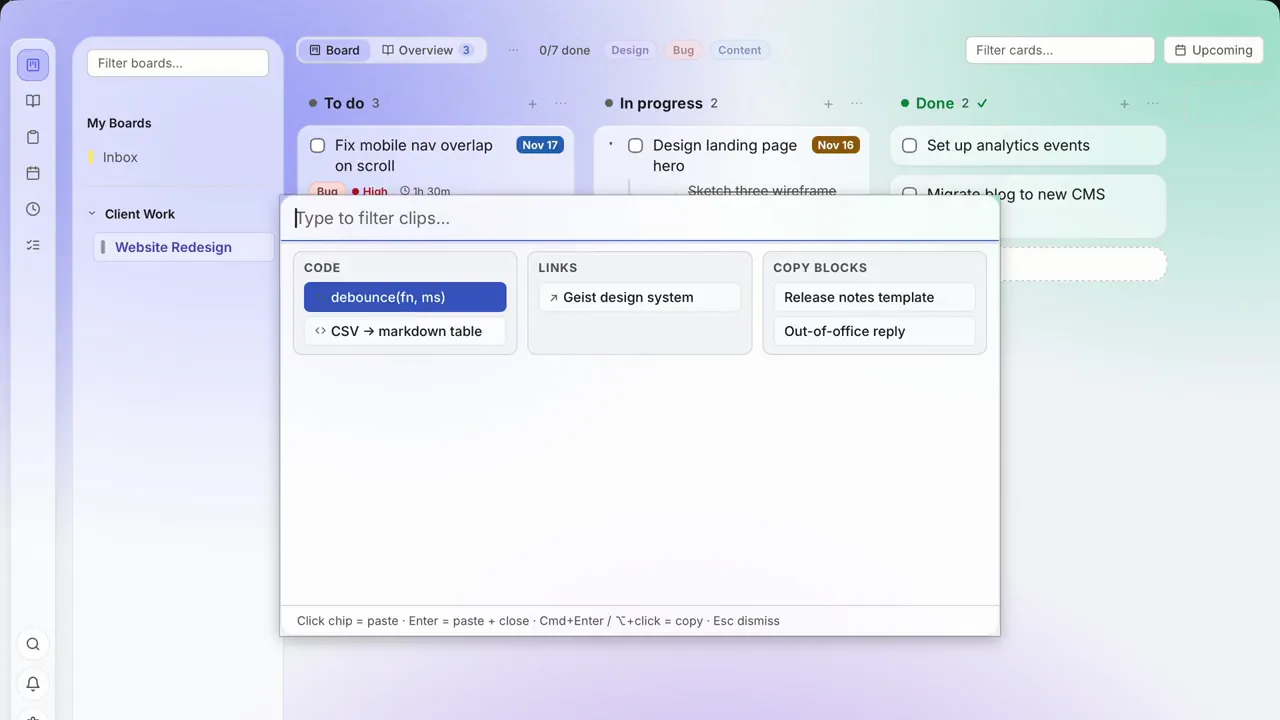 Filter boards...
My Boards
Inbox
Client Work
Website Redesign
Board
Overview 3
0/7 done
Design
Bug
Content
Filter cards...
Upcoming
To do 3
Fix mobile nav overlap
on scroll
Nov 17
Bug
High
1h 30m
In progress 2
Design landing page
hero
Nov 16
Sketch three wireframe
Done 2
Set up analytics events
Migrate blog to new CMS
Type to filter clips...
CODE
debounce(fn, ms)
CSV → markdown table
LINKS
Geist design system
COPY BLOCKS
Release notes template
Out-of-office reply
Click chip = paste · Enter = paste + close · Cmd+Enter / ⌥+click = copy · Esc dismiss